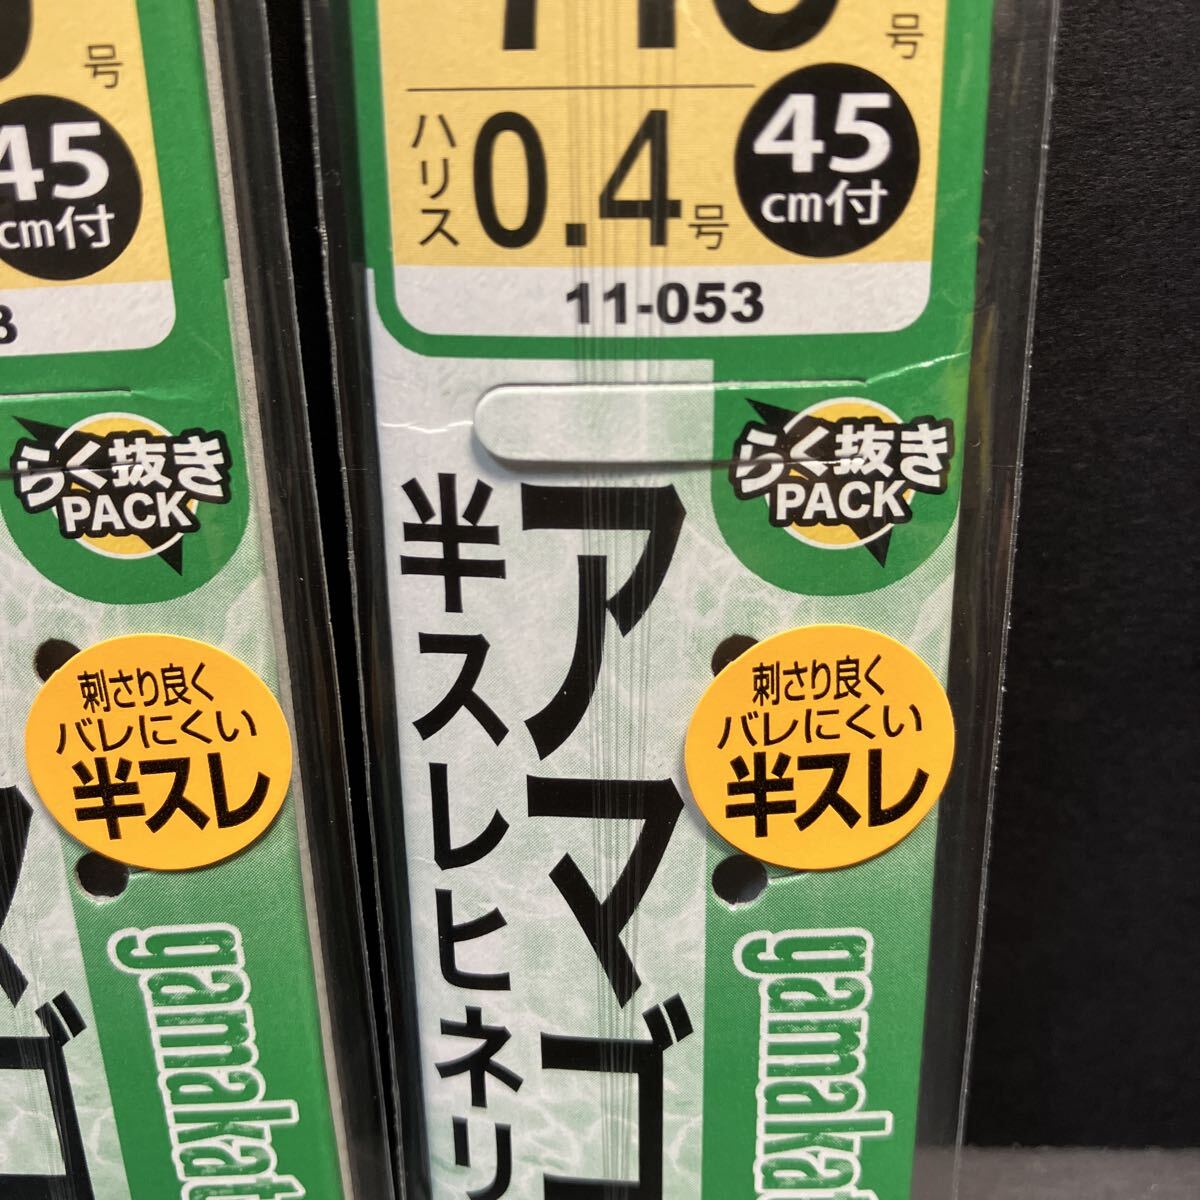 号
45
cm付
3
らく抜き
PACK
刺さり良く
バレにくい
半スレ
gamakat
号
ハリス
0.4号
45
cm付
11-053
らく抜き
PACK
アマゴ
半スレヒネリ
刺さり良く
バレにくい
半スレ
gamakat